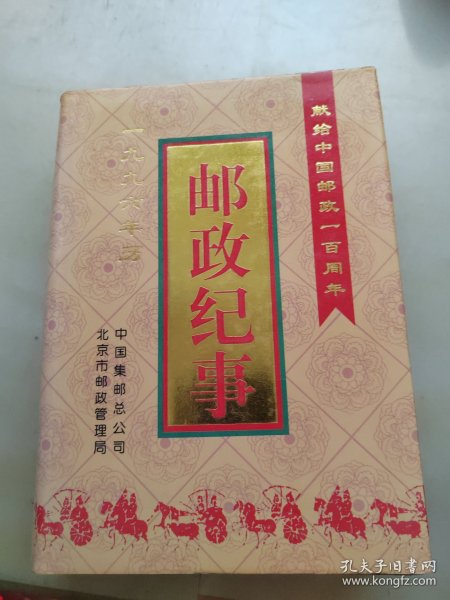 献给中国邮政一百周年
邮政纪事
一九九六年历
中国集邮总公司
北京市邮政管理局
孔夫子旧书网
www.kongfz.com